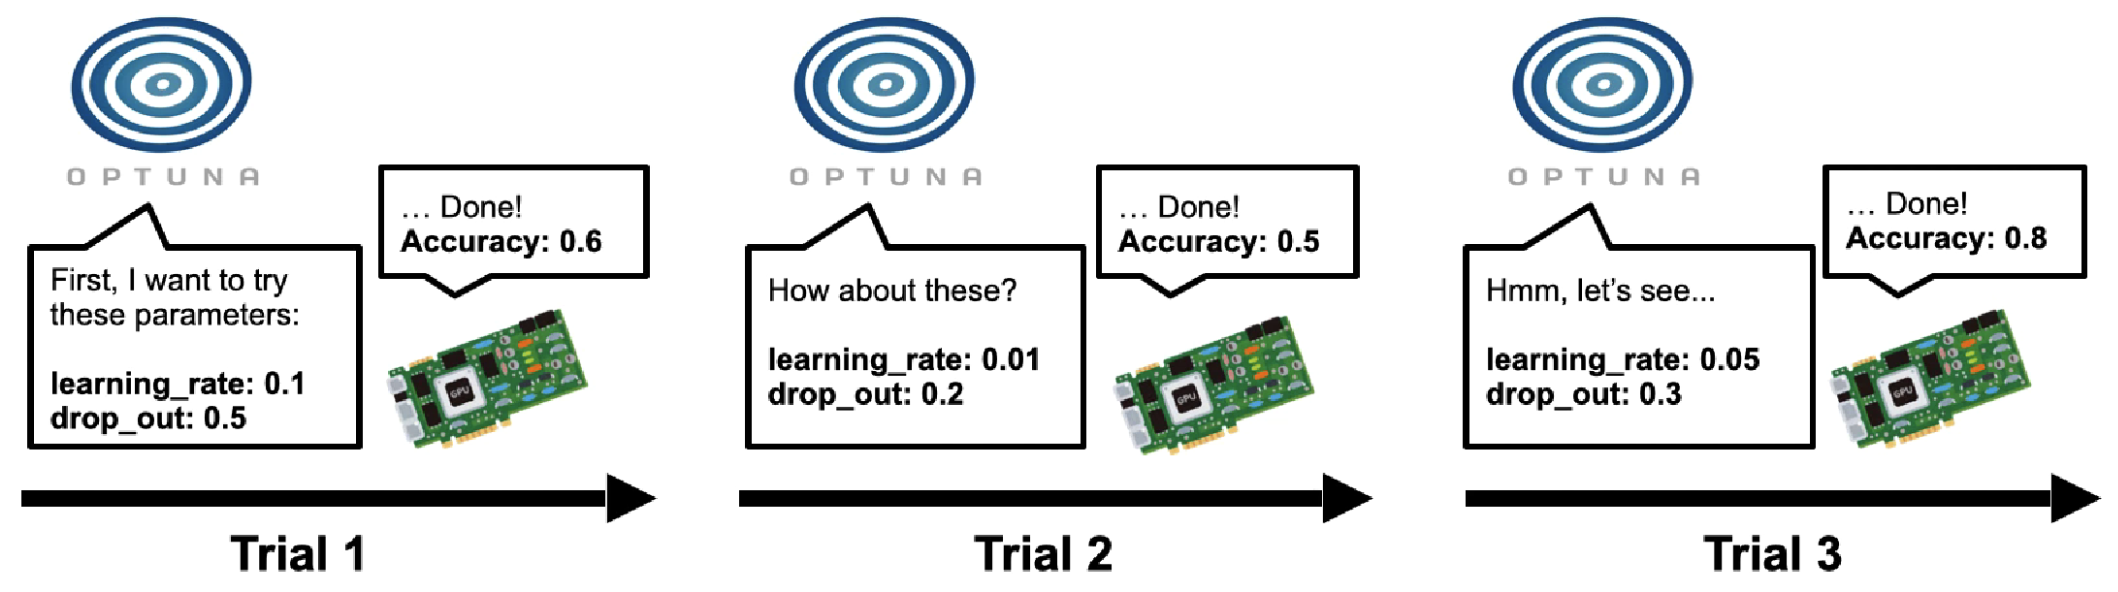 OPTUNA
First, I want to try
these parameters:
learning_rate: 0.1
drop_out: 0.5
... Done!
Accuracy: 0.6
GPU
Trial 1
OPTUNA
How about these?
learning_rate: 0.01
drop_out: 0.2
... Done!
Accuracy: 0.5
GPU
Trial 2
OPTUNA
Hmm, let's see...
learning_rate: 0.05
drop_out: 0.3
... Done!
Accuracy: 0.8
GPU
Trial 3